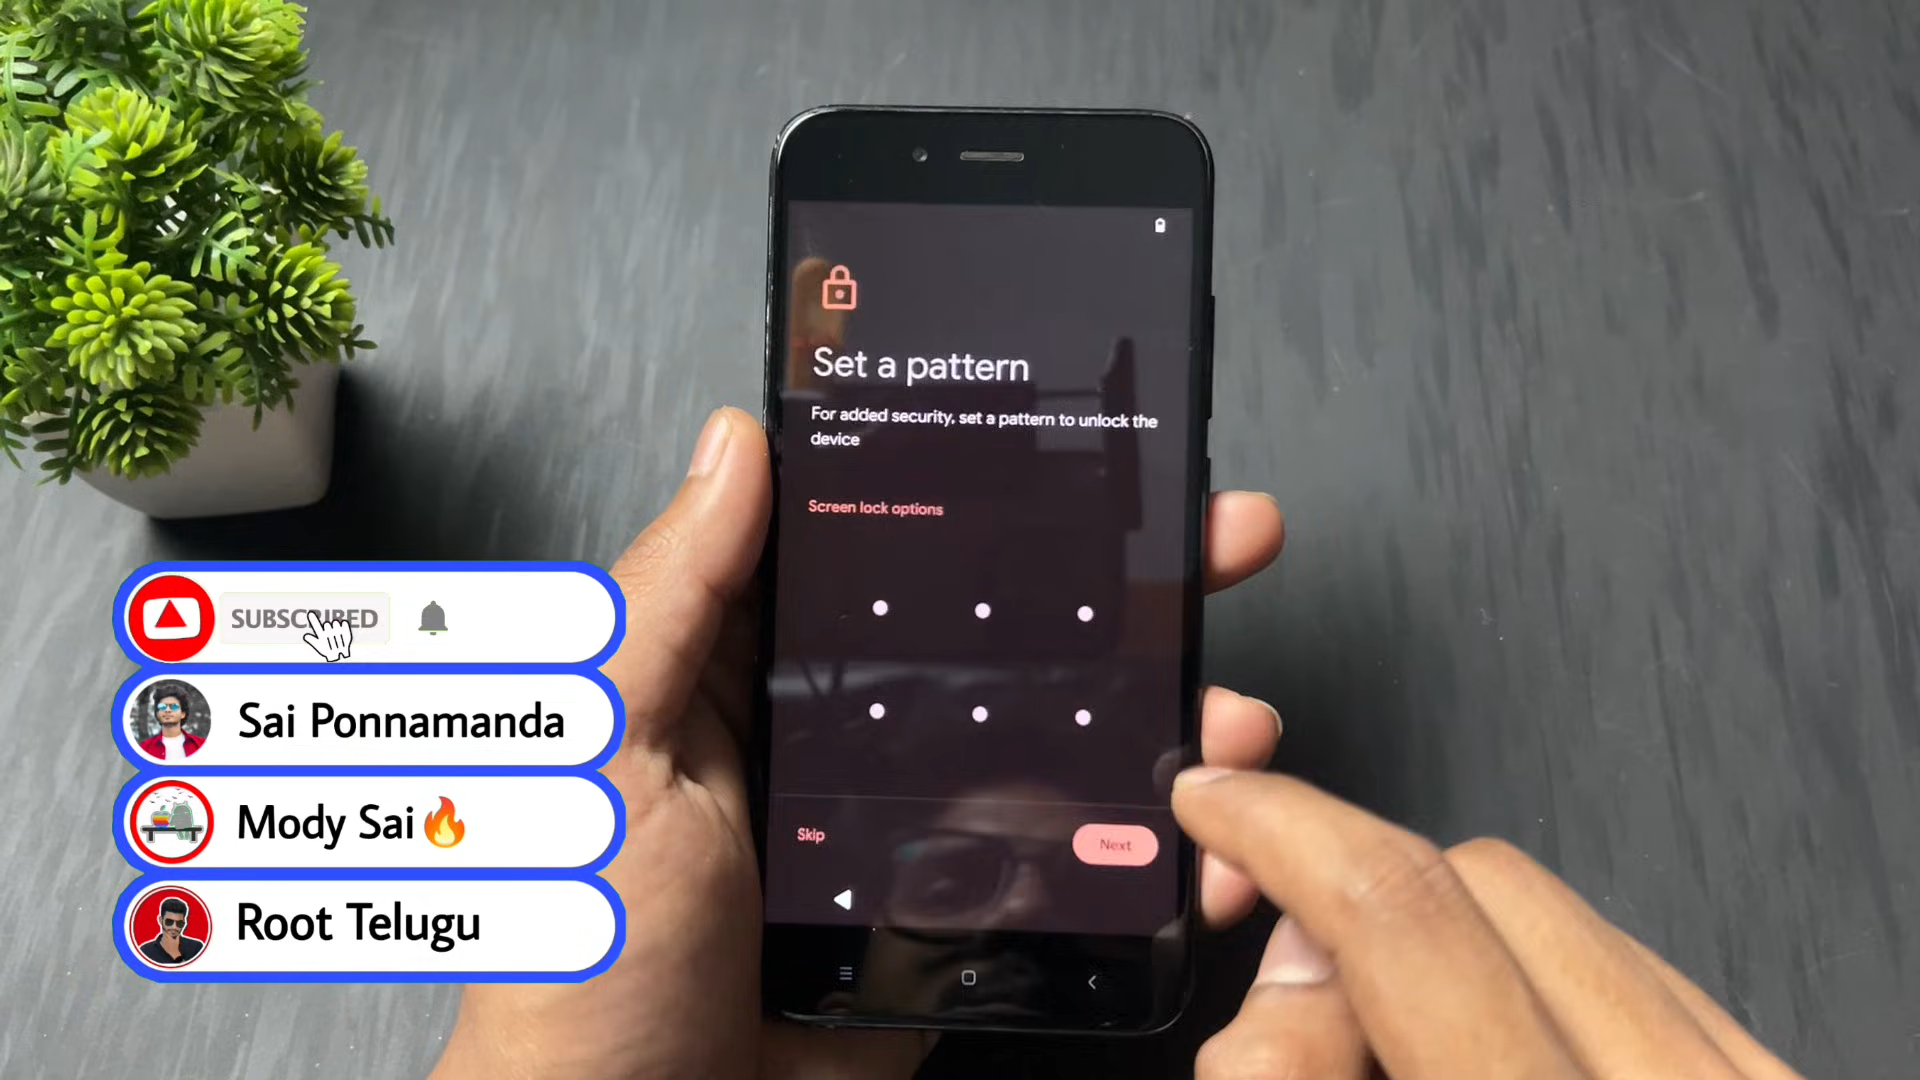 Set a pattern
For added security, set a pattern to unlock the
device
Screen lock options
Skip
Next
SUBSCRIBED
Sai Ponnamanda
Mody Sai🔥
Root Telugu